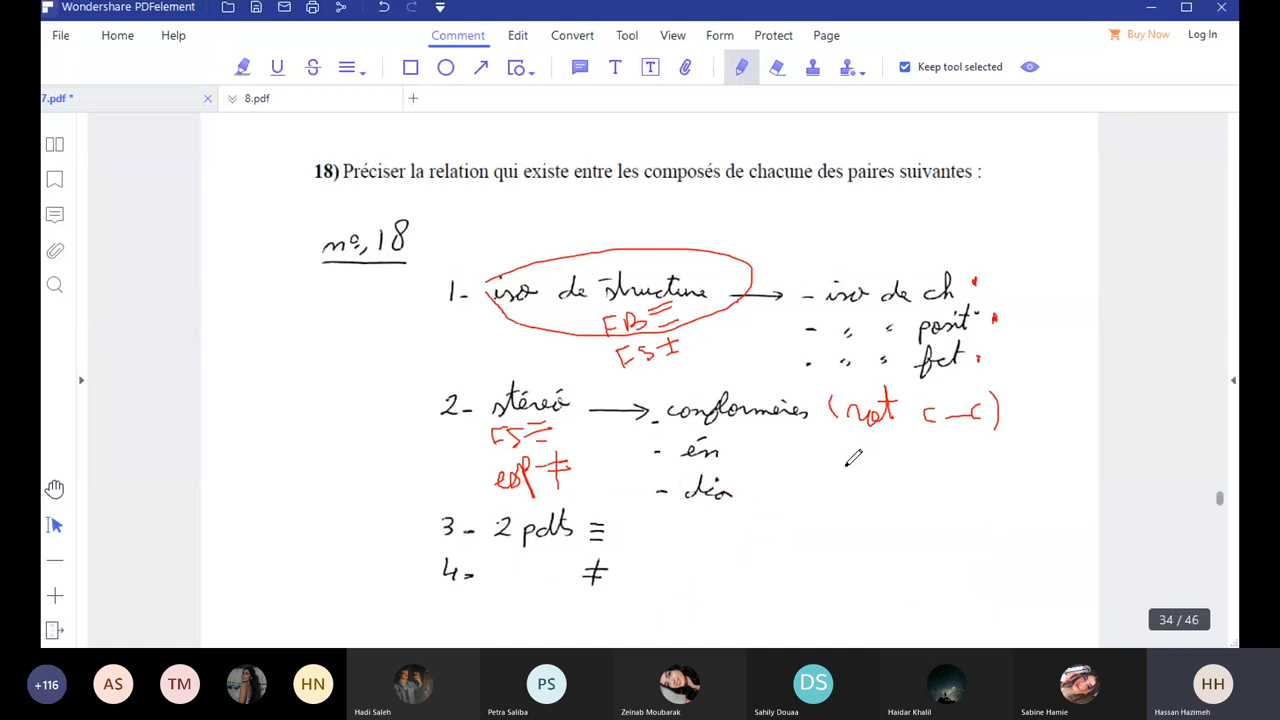 Wondershare PDFelement
File Home Help Comment Edit Convert Tool View Form Protect Page Buy Now Log In
Keep tool selected
7.pdf * 8.pdf
18) Préciser la relation qui existe entre les composés de chacune des paires suivantes :
no, 18
1- iso de structure → - iso de ch
FB =
- " " posit°
FS ≠
- " " fct
2- stéréo → - conformères (rot C-C)
FS =
- én
esp ≠
- dia
3- 2 pdts ≡
4- ≠
34 / 46
+116 AS TM HN PS DS HH
Hadi Saleh Petra Saliba Zeinab Moubarak Sahily Douaa Haidar Khalil Sabine Hamie Hassan Hazimeh